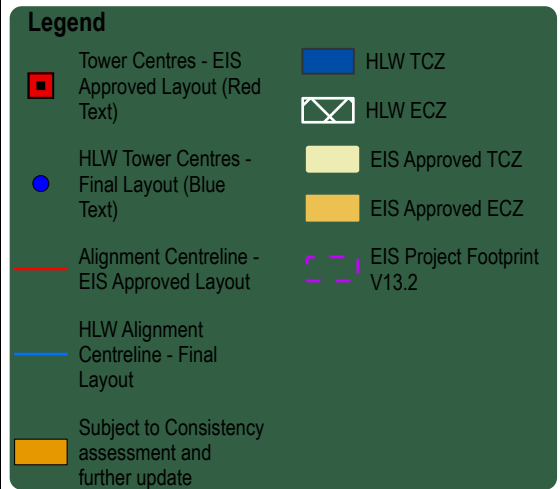 Legend
Tower Centres - EIS
Approved Layout (Red
Text)
HLW Tower Centres -
Final Layout (Blue
Text)
Alignment Centreline -
EIS Approved Layout
HLW Alignment
Centreline - Final
Layout
Subject to Consistency
assessment and
further update
HLW TCZ
HLW ECZ
EIS Approved TCZ
EIS Approved ECZ
EIS Project Footprint
V13.2